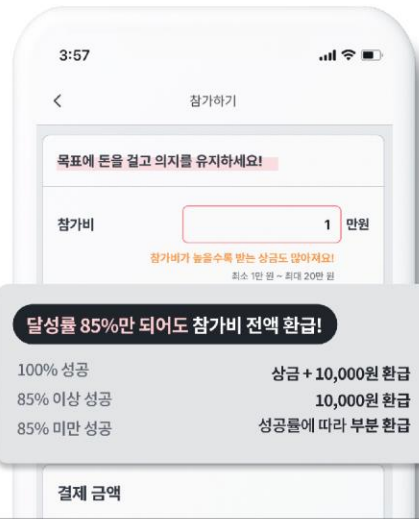 3:57
참가하기
목표에 돈을 걸고 의지를 유지하세요!
참가비 1 만원
참가비가 높을수록 받는 상금도 많아져요!
최소 1만 원 ~ 최대 20만 원
달성률 85%만 되어도 참가비 전액 환급!
100% 성공 상금 + 10,000원 환급
85% 이상 성공 10,000원 환급
85% 미만 성공 성공률에 따라 부분 환급
결제 금액